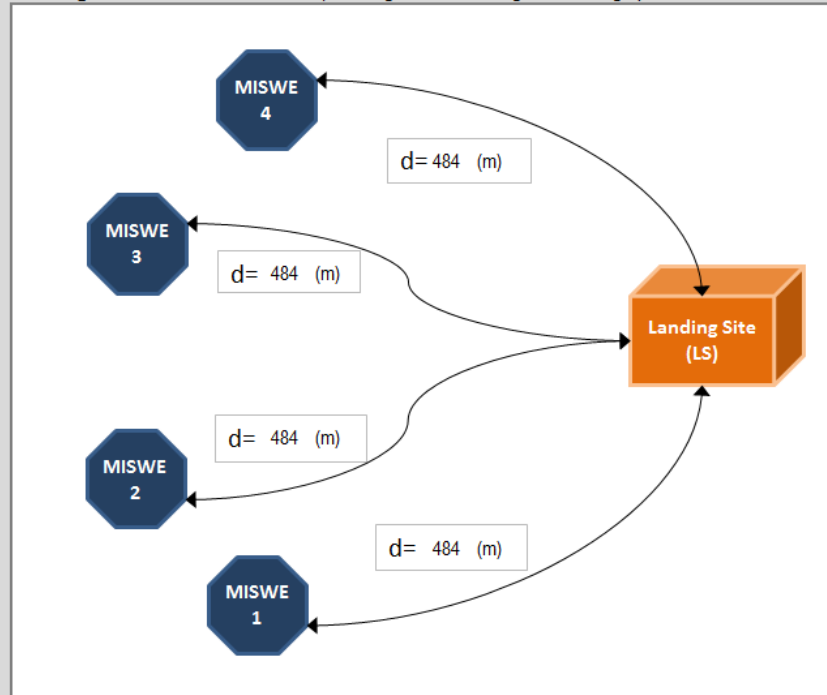 MISWE
4
d= 484 (m)
MISWE
3
d= 484 (m)
Landing Site
(LS)
d= 484 (m)
MISWE
2
d= 484 (m)
MISWE
1